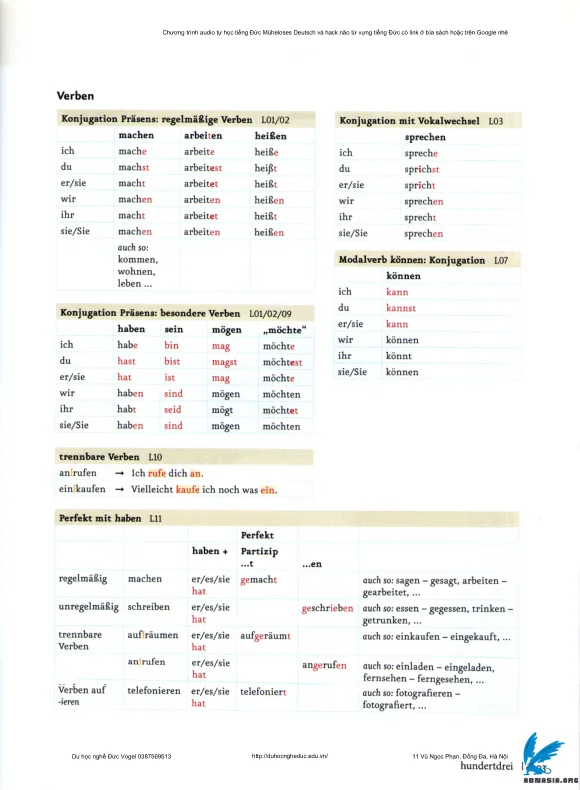 Chương trình audio tự học tiếng Đức Müheloses Deutsch và hack não từ vựng tiếng Đức có link ở bìa sách hoặc trên Google nhé
Verben
Konjugation Präsens: regelmäßige Verben L01/02
machen arbeiten heißen
ich mache arbeite heiße
du machst arbeitest heißt
er/sie macht arbeitet heißt
wir machen arbeiten heißen
ihr macht arbeitet heißt
sie/Sie machen arbeiten heißen
auch so:
kommen,
wohnen,
leben ...
Konjugation Präsens: besondere Verben L01/02/09
haben sein mögen „möchte“
ich habe bin mag möchte
du hast bist magst möchtest
er/sie hat ist mag möchte
wir haben sind mögen möchten
ihr habt seid mögt möchtet
sie/Sie haben sind mögen möchten
Konjugation mit Vokalwechsel L03
sprechen
ich spreche
du sprichst
er/sie spricht
wir sprechen
ihr sprecht
sie/Sie sprechen
Modalverb können: Konjugation L07
können
ich kann
du kannst
er/sie kann
wir können
ihr könnt
sie/Sie können
trennbare Verben L10
an|rufen → Ich rufe dich an.
ein|kaufen → Vielleicht kaufe ich noch was ein.
Perfekt mit haben L11
Perfekt
haben + Partizip
...t ...en
regelmäßig machen er/es/sie gemacht auch so: sagen – gesagt, arbeiten –
hat gearbeitet, ...
unregelmäßig schreiben er/es/sie geschrieben auch so: essen – gegessen, trinken –
hat getrunken, ...
trennbare auf|räumen er/es/sie aufgeräumt auch so: einkaufen – eingekauft, ...
Verben hat
an|rufen er/es/sie angerufen auch so: einladen – eingeladen,
hat fernsehen – ferngesehen, ...
Verben auf telefonieren er/es/sie telefoniert auch so: fotografieren –
-ieren hat fotografiert, ...
Du học nghề Đức Vogel 0387569513 http://duhocngheduc.edu.vn/ 11 Vũ Ngọc Phan, Đống Đa, Hà Nội
hundertdrei
ABMASIA.ORG